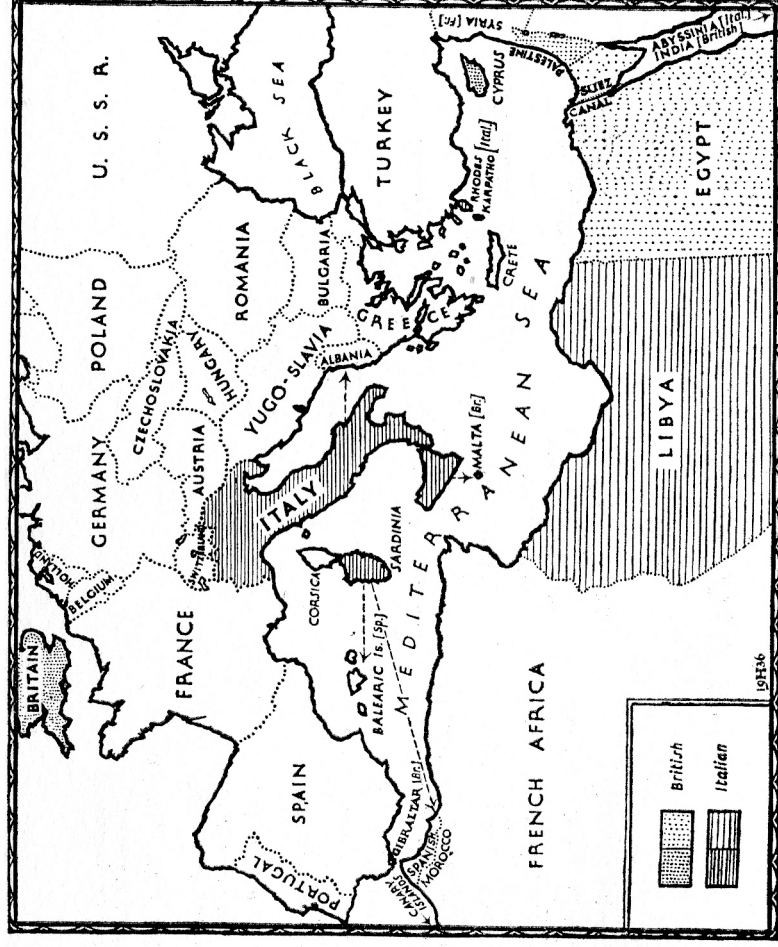 BRITAIN
HOLLAND
BELGIUM
GERMANY
POLAND
U. S. S. R.
CZECHOSLOVAKIA
FRANCE
AUSTRIA
HUNGARY
ROMANIA
BLACK SEA
YUGO-SLAVIA
BULGARIA
ITALY
ALBANIA
PORTUGAL
SPAIN
CORSICA
GREECE
TURKEY
SARDINIA
BALEARIC Is. [Sp.]
MEDITERRANEAN SEA
GIBRALTAR [Br.]
MALTA [Br.]
CRETE
RHODES [Ital.]
KARPATHO
CYPRUS
SYRIA [Fr.]
PALESTINE
CANARY
ISLANDS
SPANISH
MOROCCO
FRENCH AFRICA
LIBYA
EGYPT
SUEZ
CANAL
ABYSSINIA [Ital.]
INDIA [British]
British
Italian